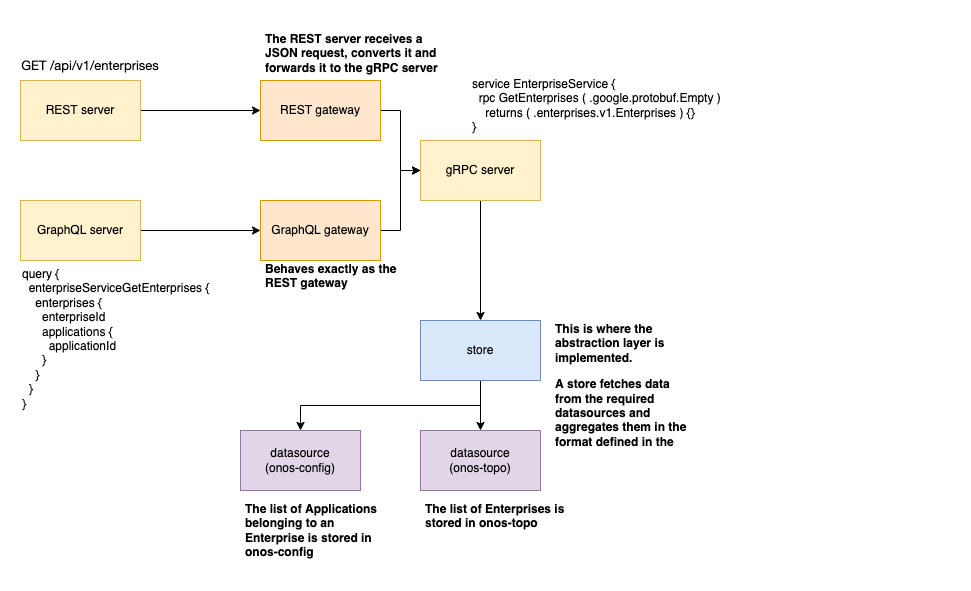 The REST server receives a
JSON request, converts it and
forwards it to the gRPC server
GET /api/v1/enterprises
REST server
REST gateway
service EnterpriseService {
rpc GetEnterprises ( .google.protobuf.Empty )
returns ( .enterprises.v1.Enterprises ) {}
}
gRPC server
GraphQL server
GraphQL gateway
Behaves exactly as the
REST gateway
query {
enterpriseServiceGetEnterprises {
enterprises {
enterpriseId
applications {
applicationId
}
}
}
}
store
This is where the
abstraction layer is
implemented.
A store fetches data
from the required
datasources and
aggregates them in the
format defined in the
datasource
(onos-config)
datasource
(onos-topo)
The list of Applications
belonging to an
Enterprise is stored in
onos-config
The list of Enterprises is
stored in onos-topo